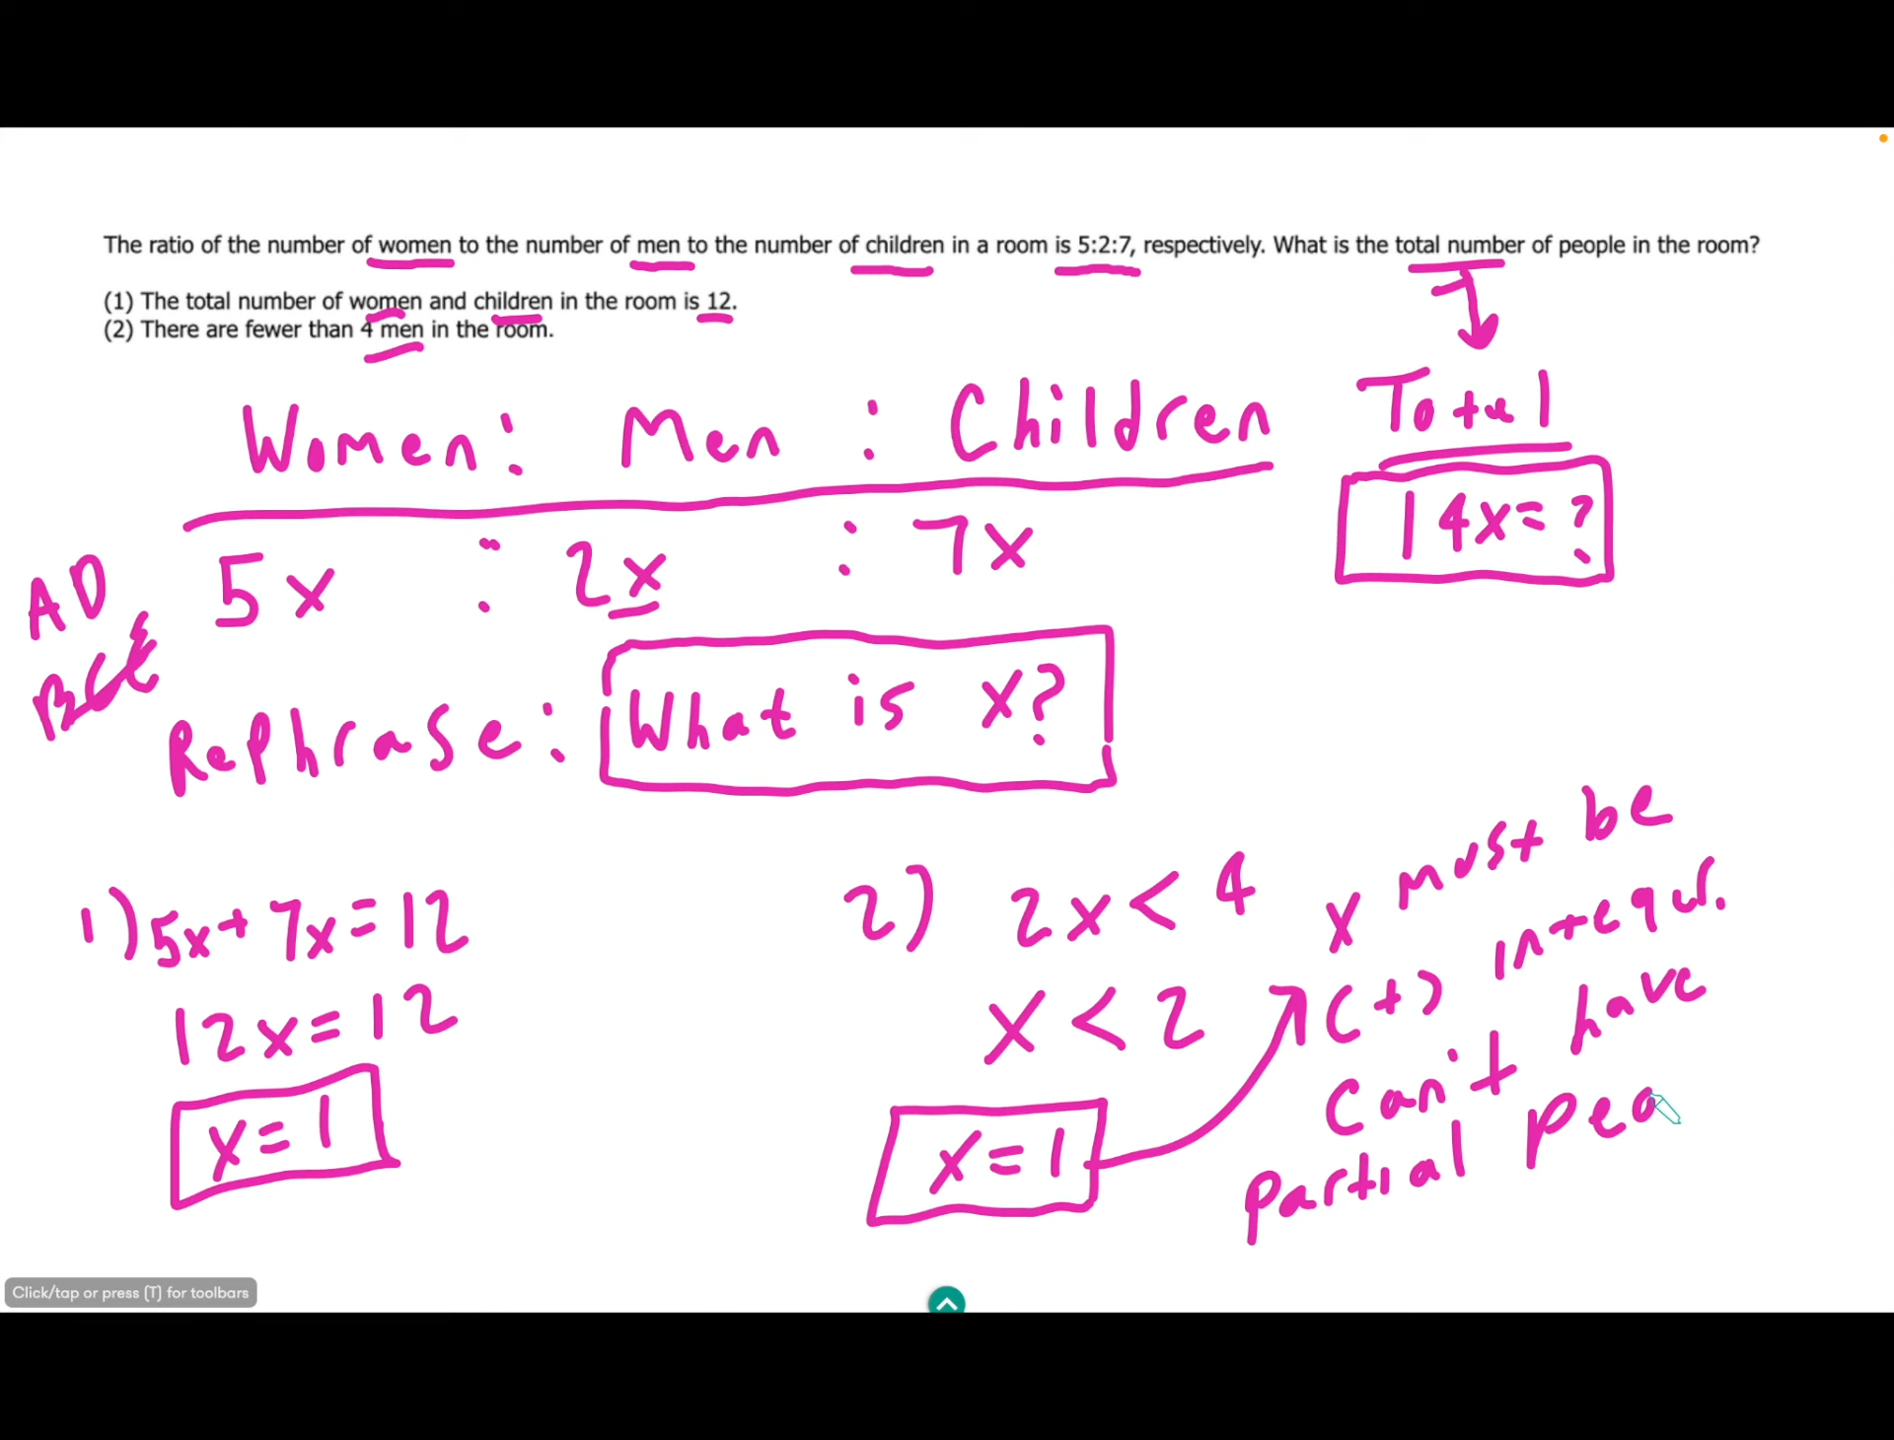 The ratio of the number of women to the number of men to the number of children in a room is 5:2:7, respectively. What is the total number of people in the room?
(1) The total number of women and children in the room is 12.
(2) There are fewer than 4 men in the room.
Women : Men : Children
Total
5x : 2x : 7x
14x = ?
AD
BCE
Rephrase: What is x?
1) 5x + 7x = 12
12x = 12
x = 1
2) 2x < 4
x < 2
x = 1
x must be
(+) integer.
Can't have
partial peo
Click/tap or press (T) for toolbars